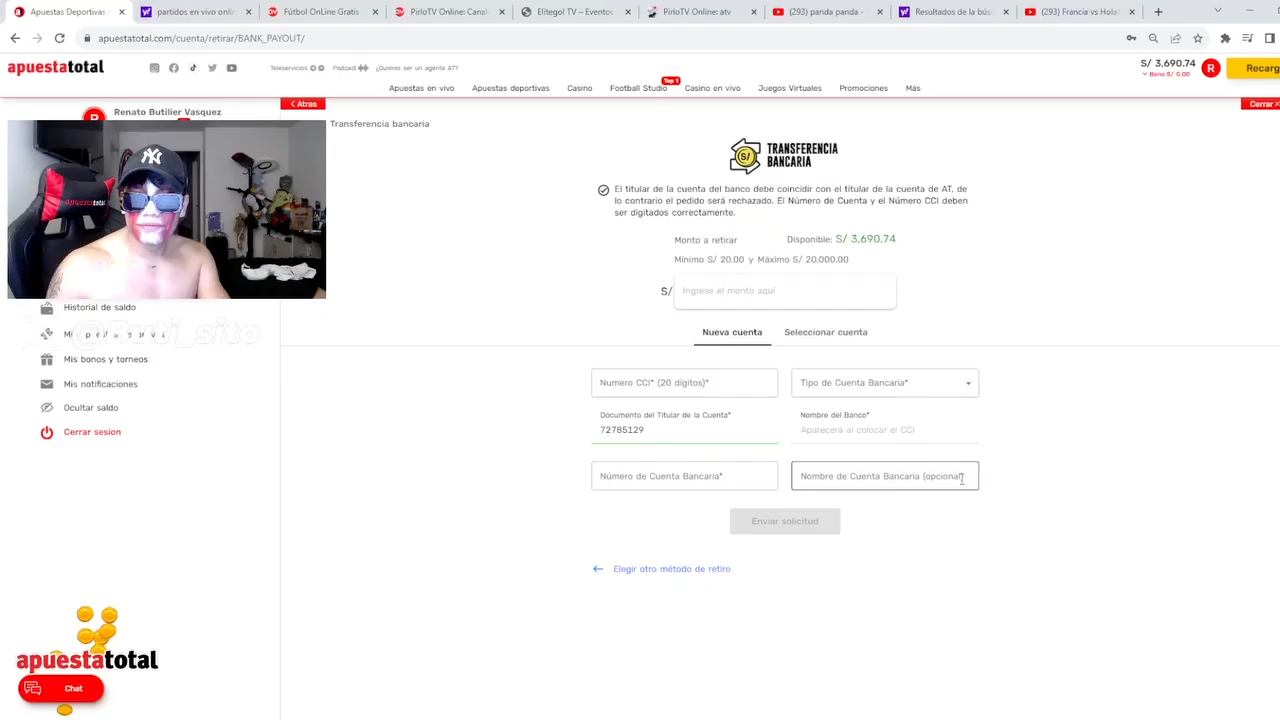 Apuestas Deportivas
partidos en vivo onlin
Fútbol OnLine Gratis
PirloTV Online: Canal
Elitegol TV – Eventos
PirloTV Online: atv
(293) panda panda -
Resultados de la bús
(293) Francia vs Hola
apuestatotal.com/cuenta/retirar/BANK_PAYOUT/
apuestatotal
Teleservicios
Podcast
¿Quieres ser un agente AT?
S/ 3,690.74
Bono S/ 0.00
R
Recarg
Top 1
Apuestas en vivo
Apuestas deportivas
Casino
Football Studio
Casino en vivo
Juegos Virtuales
Promociones
Más
Renato Butilier Vasquez
Atras
Cerrar
Transferencia bancaria
TRANSFERENCIA
BANCARIA
S/
El titular de la cuenta del banco debe coincidir con el titular de la cuenta de AT, de
lo contrario el pedido será rechazado. El Número de Cuenta y el Número CCI deben
ser digitados correctamente.
Monto a retirar
Disponible: S/ 3,690.74
Mínimo S/ 20.00 y Máximo S/ 20,000.00
S/
Ingrese el monto aquí
Nueva cuenta
Seleccionar cuenta
Historial de saldo
@Buti_sito
Mis bonos y torneos
Mis notificaciones
Ocultar saldo
Cerrar sesion
Numero CCI* (20 dígitos)*
Tipo de Cuenta Bancaria*
Documento del Titular de la Cuenta*
72785129
Nombre del Banco*
Aparecerá al colocar el CCI
Número de Cuenta Bancaria*
Nombre de Cuenta Bancaria (opcional)
Enviar solicitud
Elegir otro método de retiro
apuestatotal
Chat